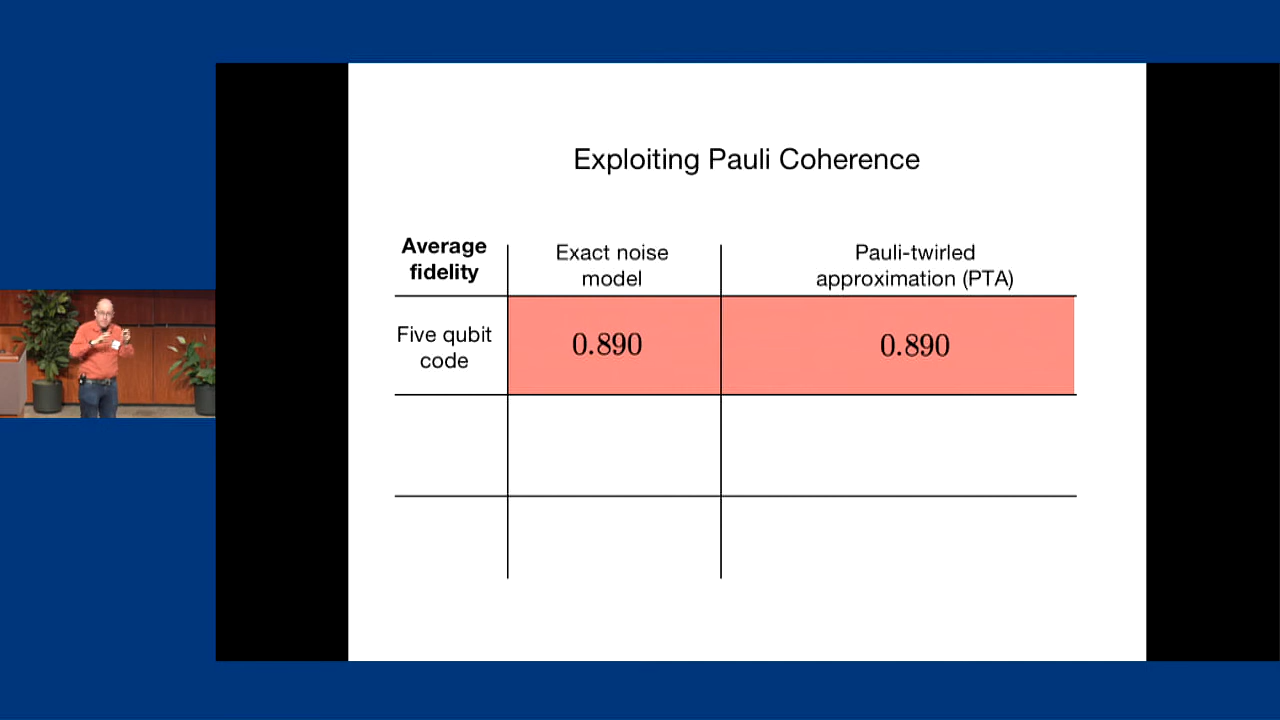 Exploiting Pauli Coherence
Average
fidelity
Exact noise
model
Pauli-twirled
approximation (PTA)
Five qubit
code
0.890
0.890